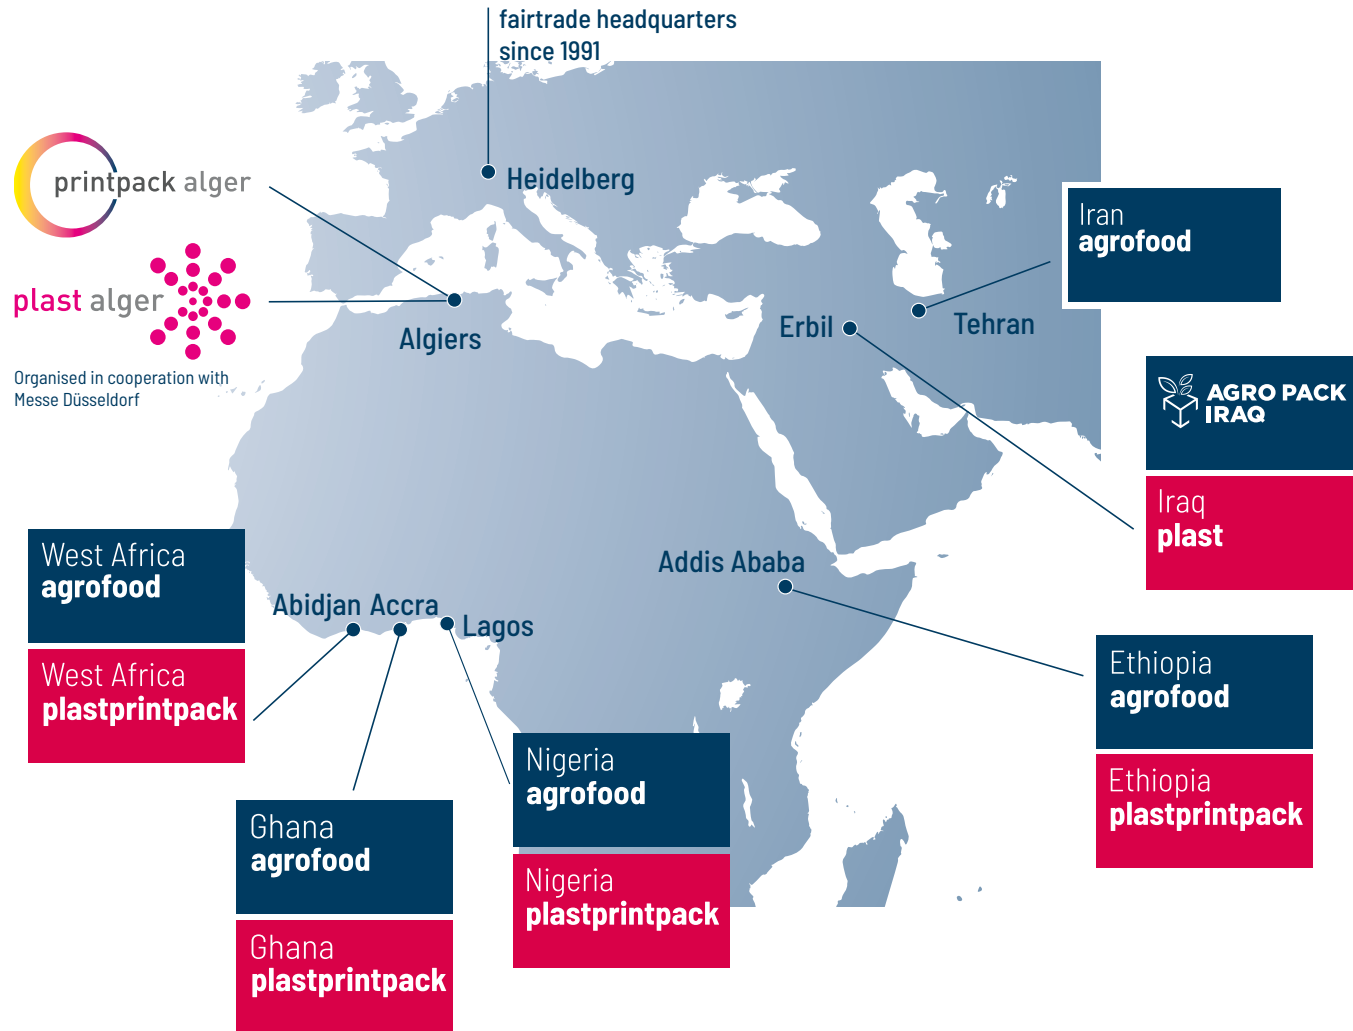 fairtrade headquarters
since 1991
Heidelberg
printpack alger
plast alger
Organised in cooperation with
Messe Düsseldorf
Algiers
Iran
agrofood
Erbil
Tehran
AGRO PACK
IRAQ
Iraq
plast
West Africa
agrofood
West Africa
plastprintpack
Abidjan
Accra
Lagos
Addis Ababa
Ethiopia
agrofood
Ethiopia
plastprintpack
Nigeria
agrofood
Nigeria
plastprintpack
Ghana
agrofood
Ghana
plastprintpack